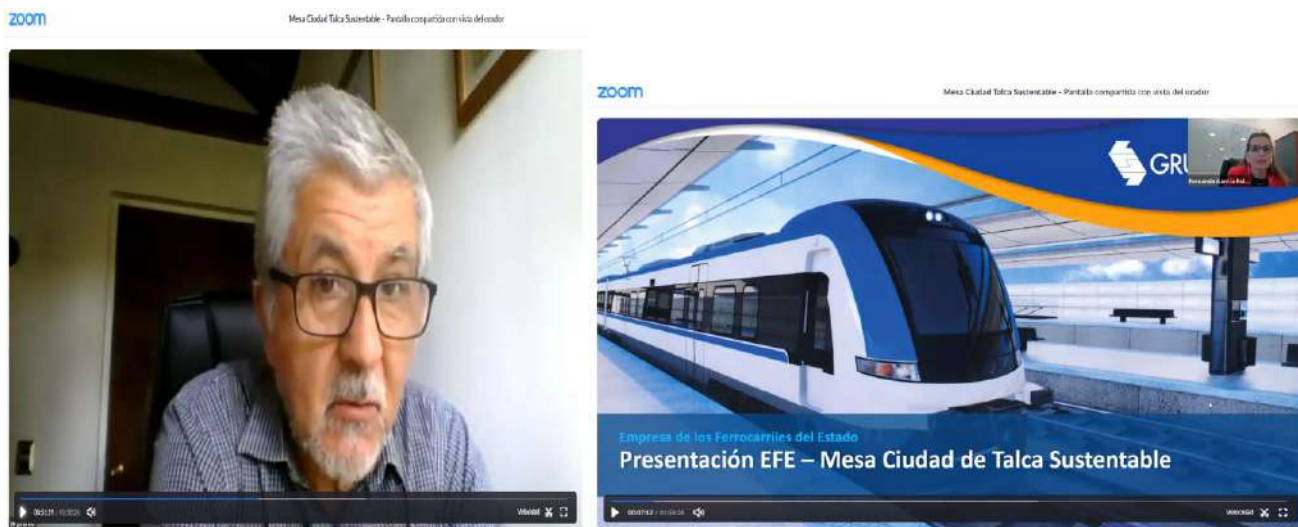 zoom
Mesa Ciudad Talca Sustentable - Pantalla compartida con vista del orador
Velocidad
zoom
Mesa Ciudad Talca Sustentable - Pantalla compartida con vista del orador
GRU
Empresa de los Ferrocarriles del Estado
Presentación EFE – Mesa Ciudad de Talca Sustentable
Velocidad